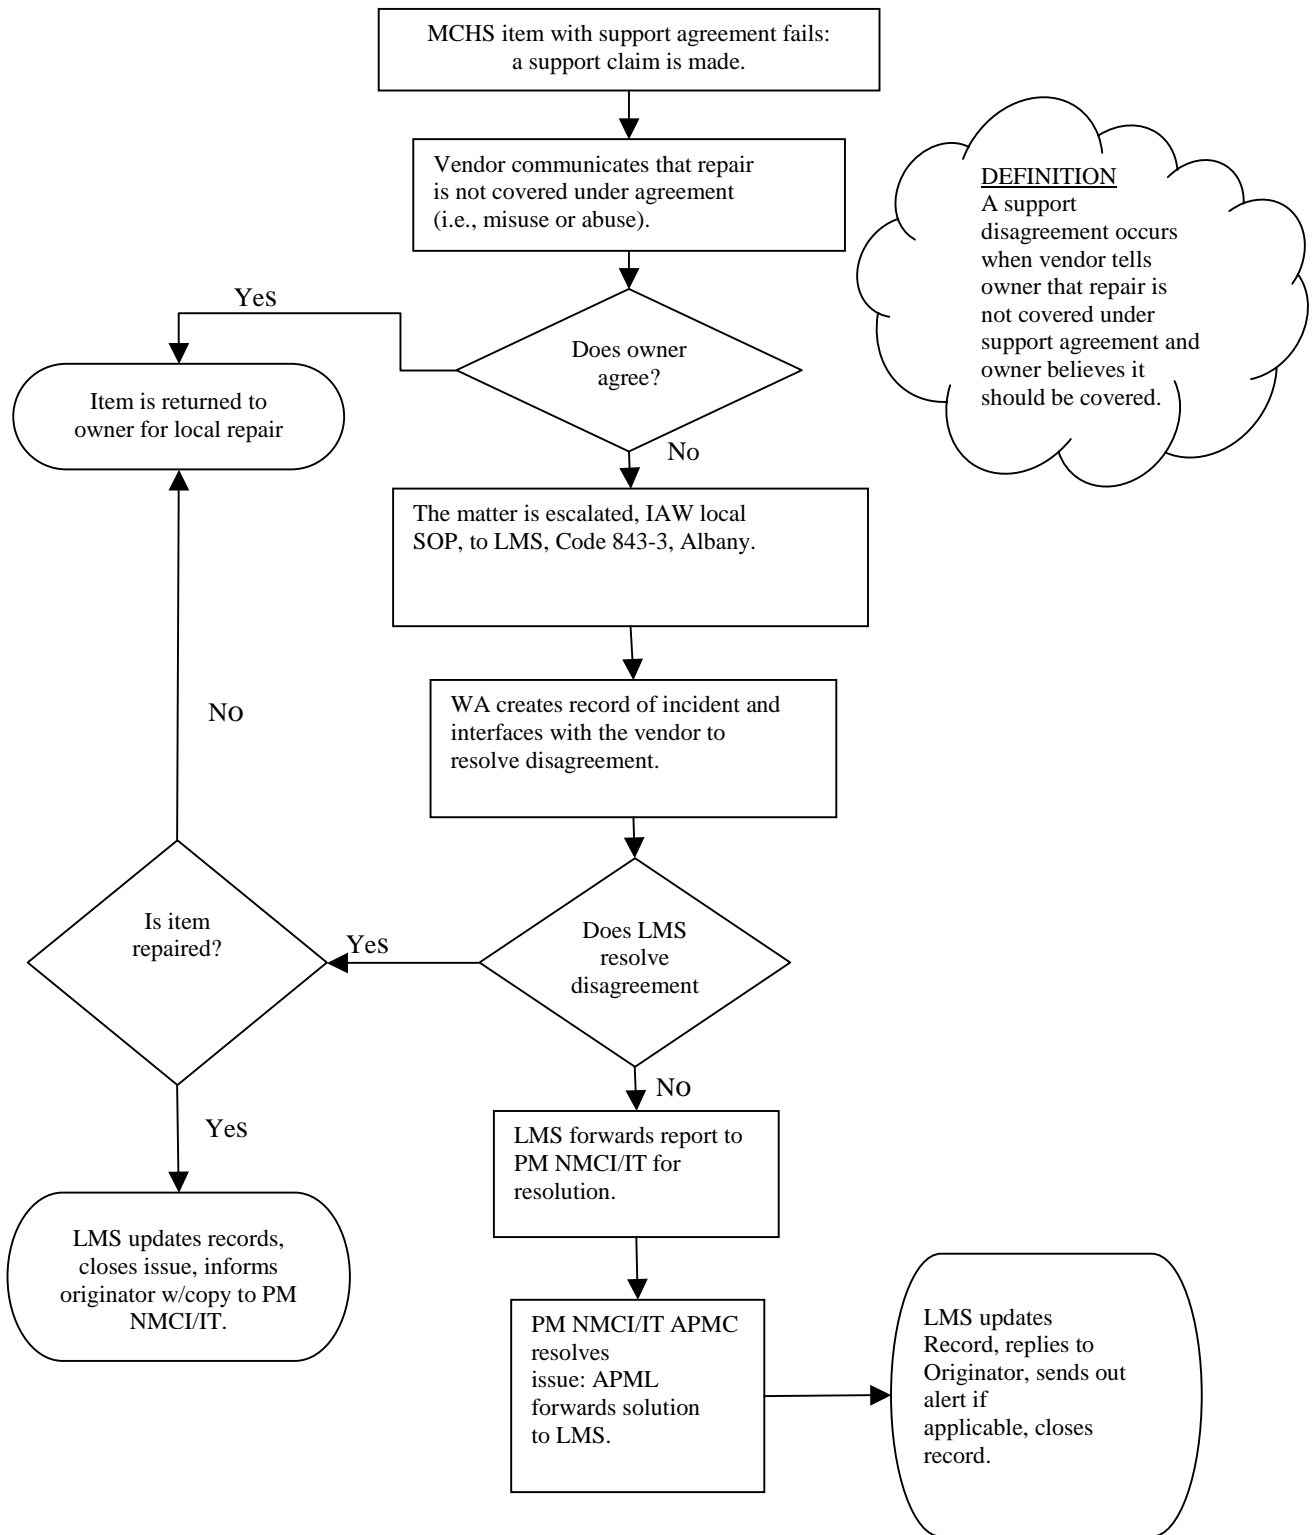 MCHS item with support agreement fails:
a support claim is made.
Vendor communicates that repair
is not covered under agreement
(i.e., misuse or abuse).
DEFINITION
A support
disagreement occurs
when vendor tells
owner that repair is
not covered under
support agreement and
owner believes it
should be covered.
Yes
Does owner
agree?
Item is returned to
owner for local repair
No
The matter is escalated, IAW local
SOP, to LMS, Code 843-3, Albany.
WA creates record of incident and
interfaces with the vendor to
resolve disagreement.
No
Is item
repaired?
Yes
Does LMS
resolve
disagreement
No
Yes
LMS forwards report to
PM NMCI/IT for
resolution.
LMS updates records,
closes issue, informs
originator w/copy to PM
NMCI/IT.
PM NMCI/IT APMC
resolves
issue: APML
forwards solution
to LMS.
LMS updates
Record, replies to
Originator, sends out
alert if
applicable, closes
record.